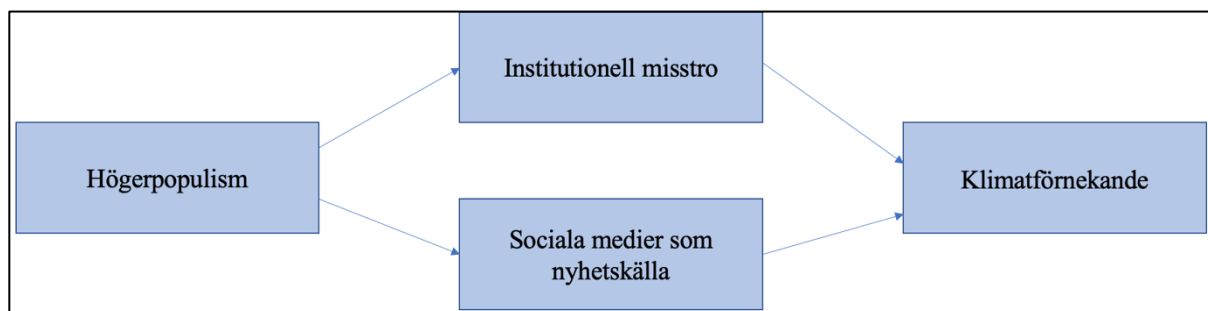 Institutionell misstro
Högerpopulism
Klimatförnekande
Sociala medier som
nyhetskälla